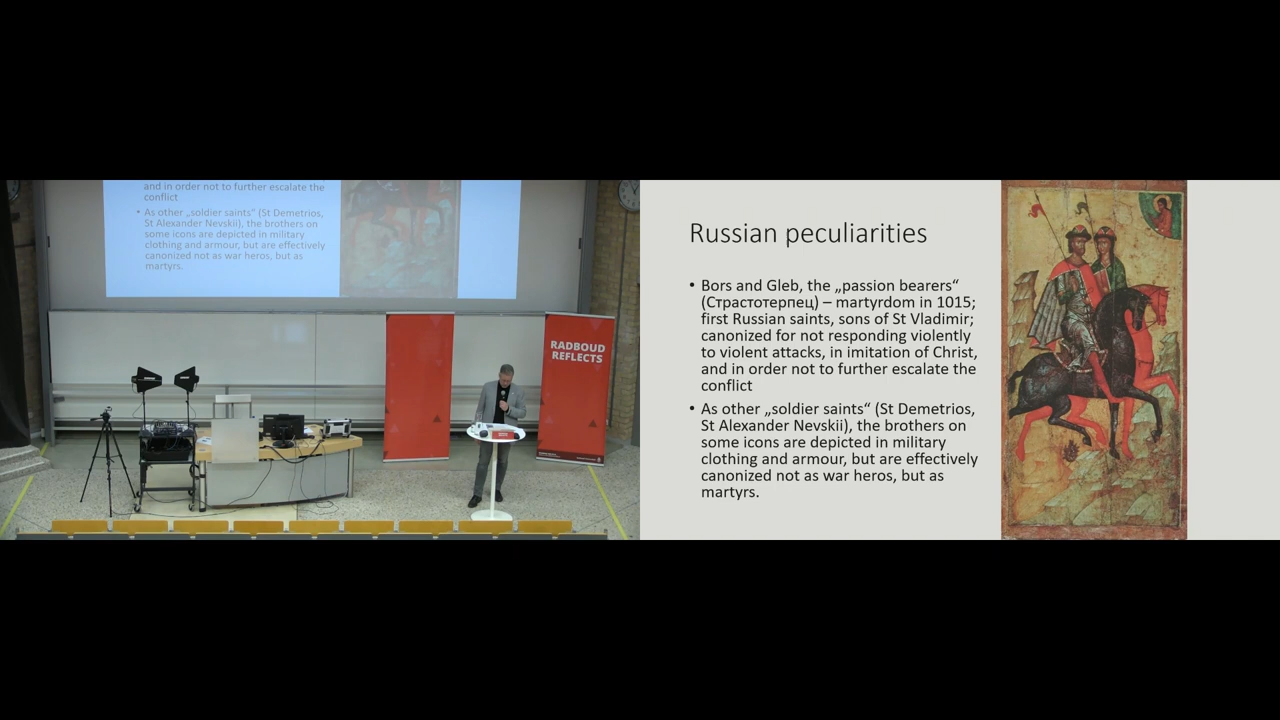 and in order not to further escalate the
conflict
• As other „soldier saints“ (St Demetrios,
St Alexander Nevskii), the brothers on
some icons are depicted in military
clothing and armour, but are effectively
canonized not as war heros, but as
martyrs.
RADBOUD
REFLECTS
Russian peculiarities
• Bors and Gleb, the „passion bearers“
(Страстотерпец) – martyrdom in 1015;
first Russian saints, sons of St Vladimir;
canonized for not responding violently
to violent attacks, in imitation of Christ,
and in order not to further escalate the
conflict
• As other „soldier saints“ (St Demetrios,
St Alexander Nevskii), the brothers on
some icons are depicted in military
clothing and armour, but are effectively
canonized not as war heros, but as
martyrs.